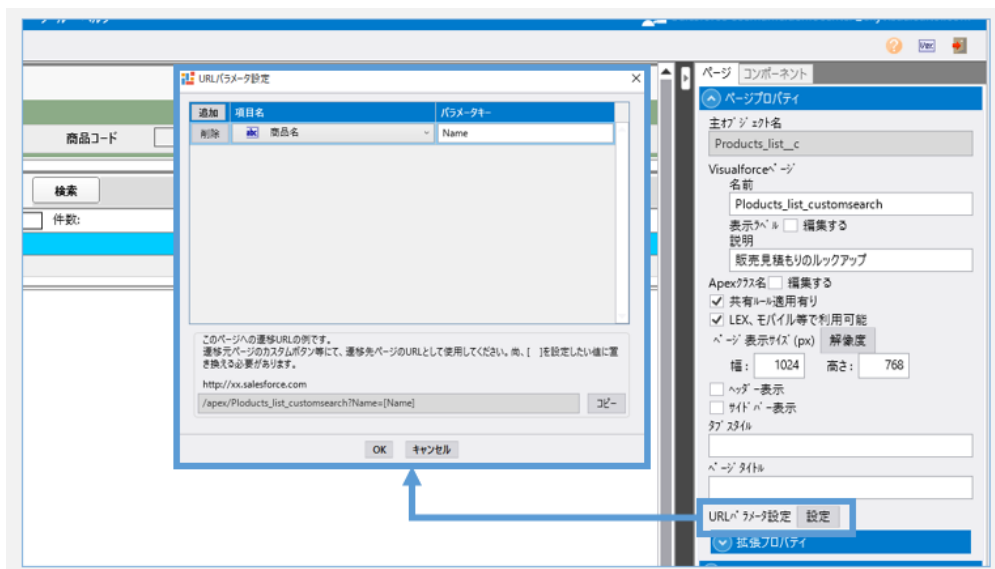 Ver.
URLパラメータ設定
追加 項目名 パラメータキー
削除 abc 商品名 Name
このページへの遷移URLの例です。
遷移元ページのカスタムボタン等にて、遷移先ページのURLとして使用してください。尚、[ ]を設定したい値に置
き換える必要があります。
http://xx.salesforce.com
/apex/Ploducts_list_customsearch?Name=[Name] コピー
OK キャンセル
商品コード
検索
件数:
ページ コンポーネント
ページプロパティ
主オブジェクト名
Products_list__c
Visualforceページ
名前
Ploducts_list_customsearch
表示ラベル 編集する
説明
販売見積もりのルックアップ
Apexクラス名 編集する
共有ルール適用有り
LEX、モバイル等で利用可能
ページ表示サイズ(px) 解像度
幅: 1024 高さ: 768
ヘッダー表示
サイドバー表示
タブスタイル
ページタイトル
URLパラメータ設定 設定
拡張プロパティ